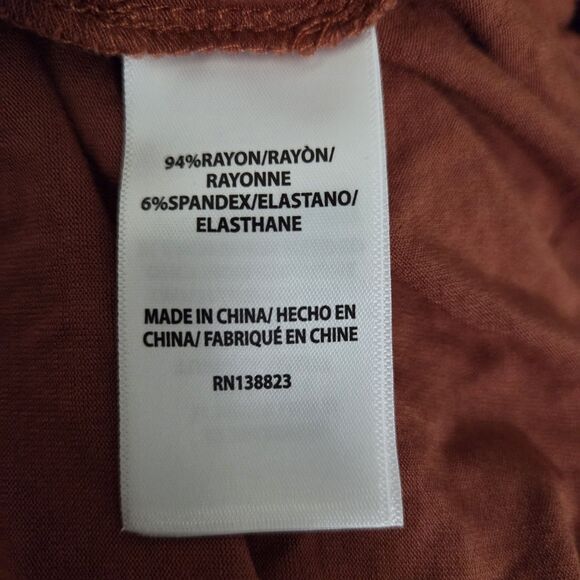 94%RAYON/RAYÒN/
RAYONNE
6%SPANDEX/ELASTANO/
ELASTHANE
MADE IN CHINA/ HECHO EN
CHINA/ FABRIQUÉ EN CHINE
RN138823